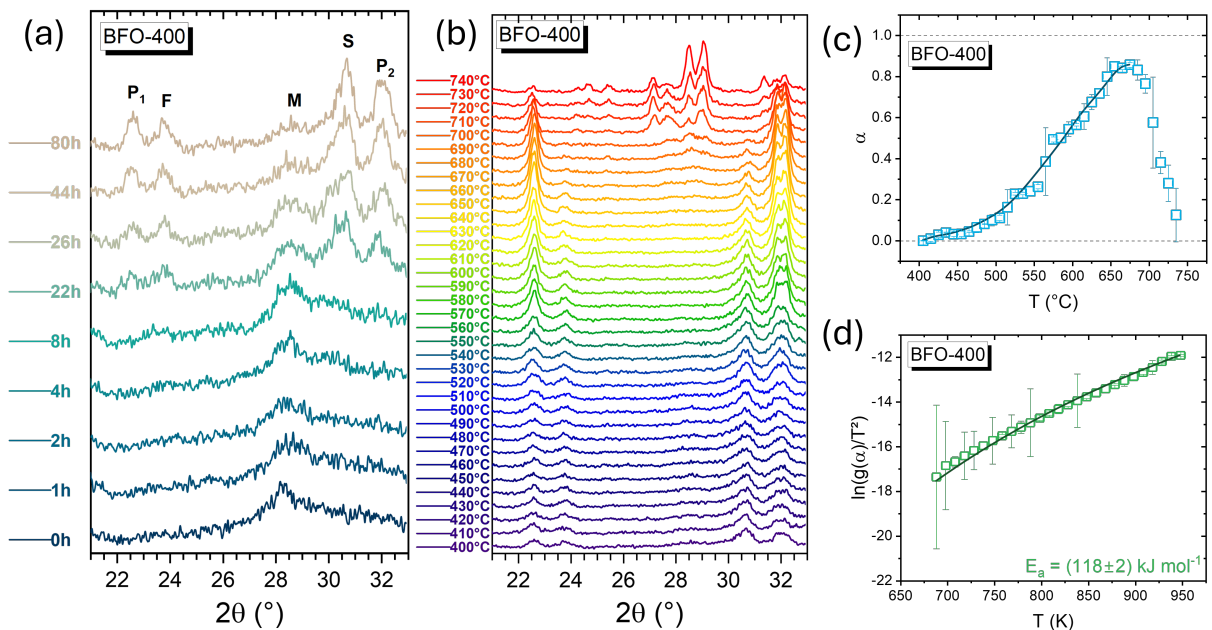 (a)
BFO-400
P₁
F
M
S
P₂
80h
44h
26h
22h
8h
4h
2h
1h
0h
22 24 26 28 30 32
2θ (°)
(b)
BFO-400
740°C
730°C
720°C
710°C
700°C
690°C
680°C
670°C
660°C
650°C
640°C
630°C
620°C
610°C
600°C
590°C
580°C
570°C
560°C
550°C
540°C
530°C
520°C
510°C
500°C
490°C
480°C
470°C
460°C
450°C
440°C
430°C
420°C
410°C
400°C
22 24 26 28 30 32
2θ (°)
(c)
BFO-400
α
1.0
0.8
0.6
0.4
0.2
0.0
400 450 500 550 600 650 700 750
T (°C)
(d)
BFO-400
ln(g(α)/T²)
-12
-14
-16
-18
-20
-22
Eₐ = (118±2) kJ mol⁻¹
650 700 750 800 850 900 950
T (K)